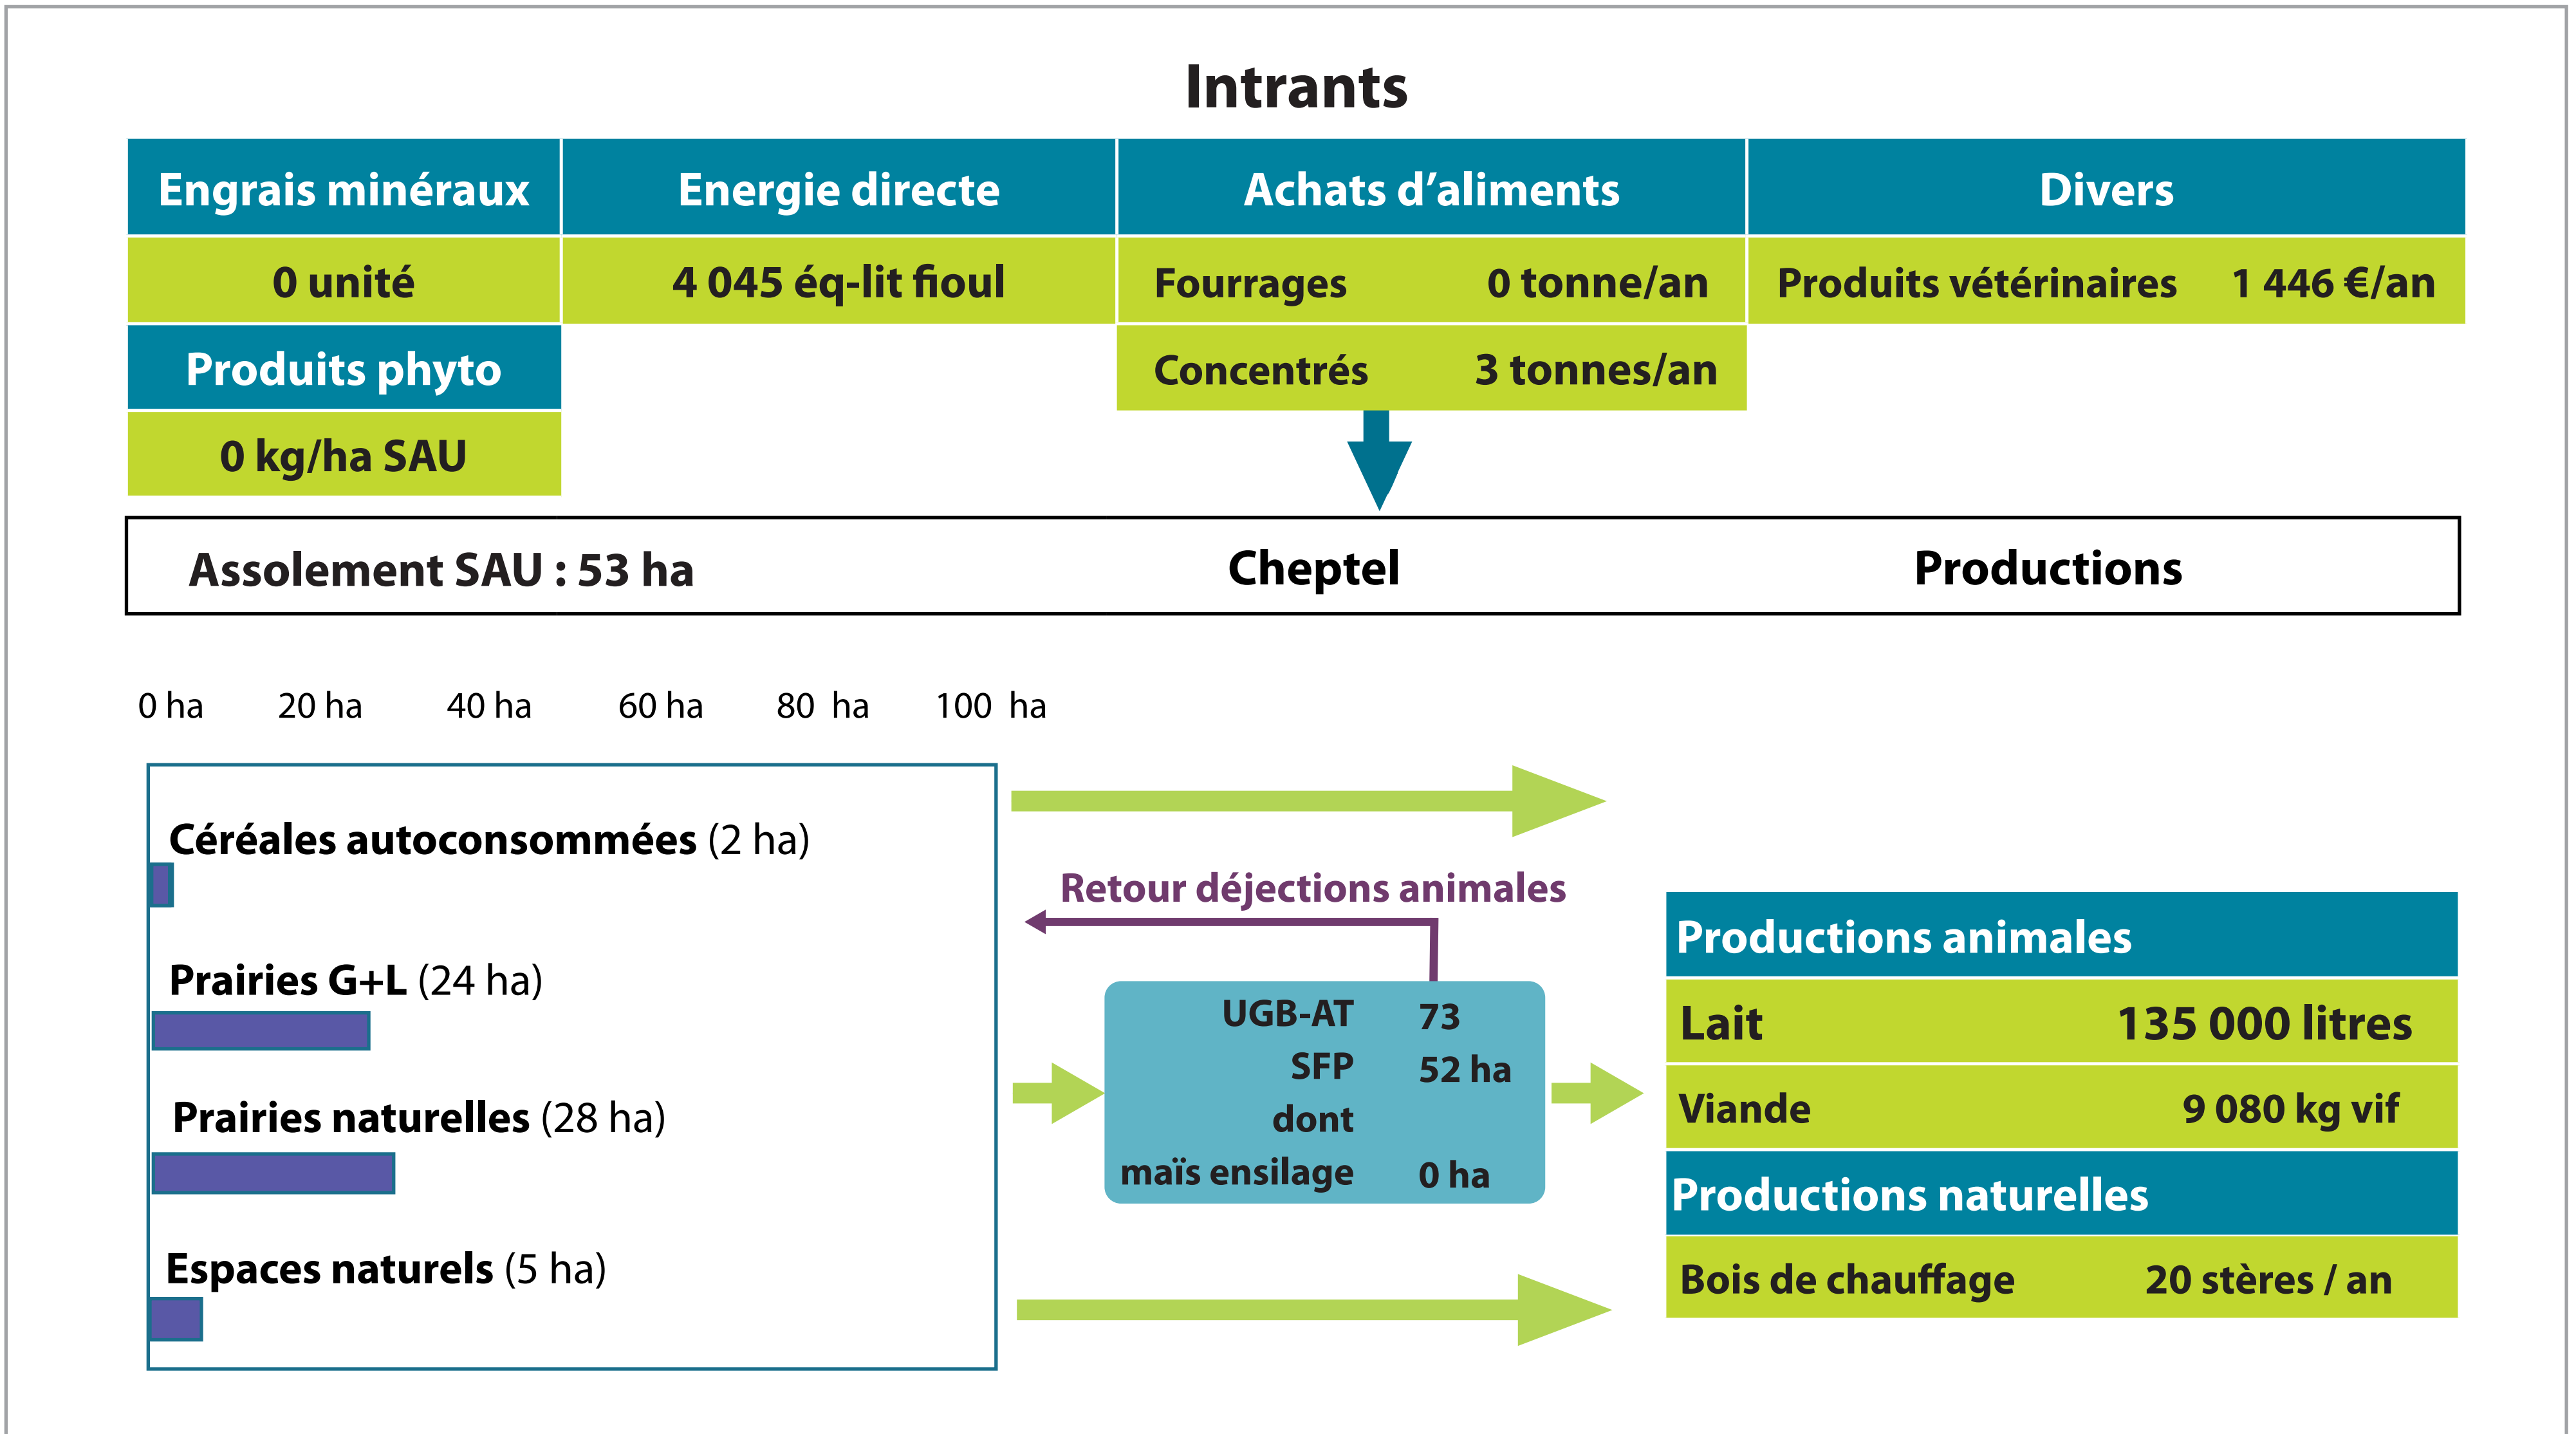 Intrants
Engrais minéraux
Energie directe
Achats d’aliments
Divers
0 unité
4 045 éq-lit fioul
Fourrages 0 tonne/an
Produits vétérinaires 1 446 €/an
Produits phyto
Concentrés 3 tonnes/an
0 kg/ha SAU
Assolement SAU : 53 ha
Cheptel
Productions
0 ha 20 ha 40 ha 60 ha 80 ha 100 ha
Céréales autoconsommées (2 ha)
Prairies G+L (24 ha)
Prairies naturelles (28 ha)
Espaces naturels (5 ha)
Retour déjections animales
UGB-AT 73
SFP 52 ha
dont
maïs ensilage 0 ha
Productions animales
Lait 135 000 litres
Viande 9 080 kg vif
Productions naturelles
Bois de chauffage 20 stères / an